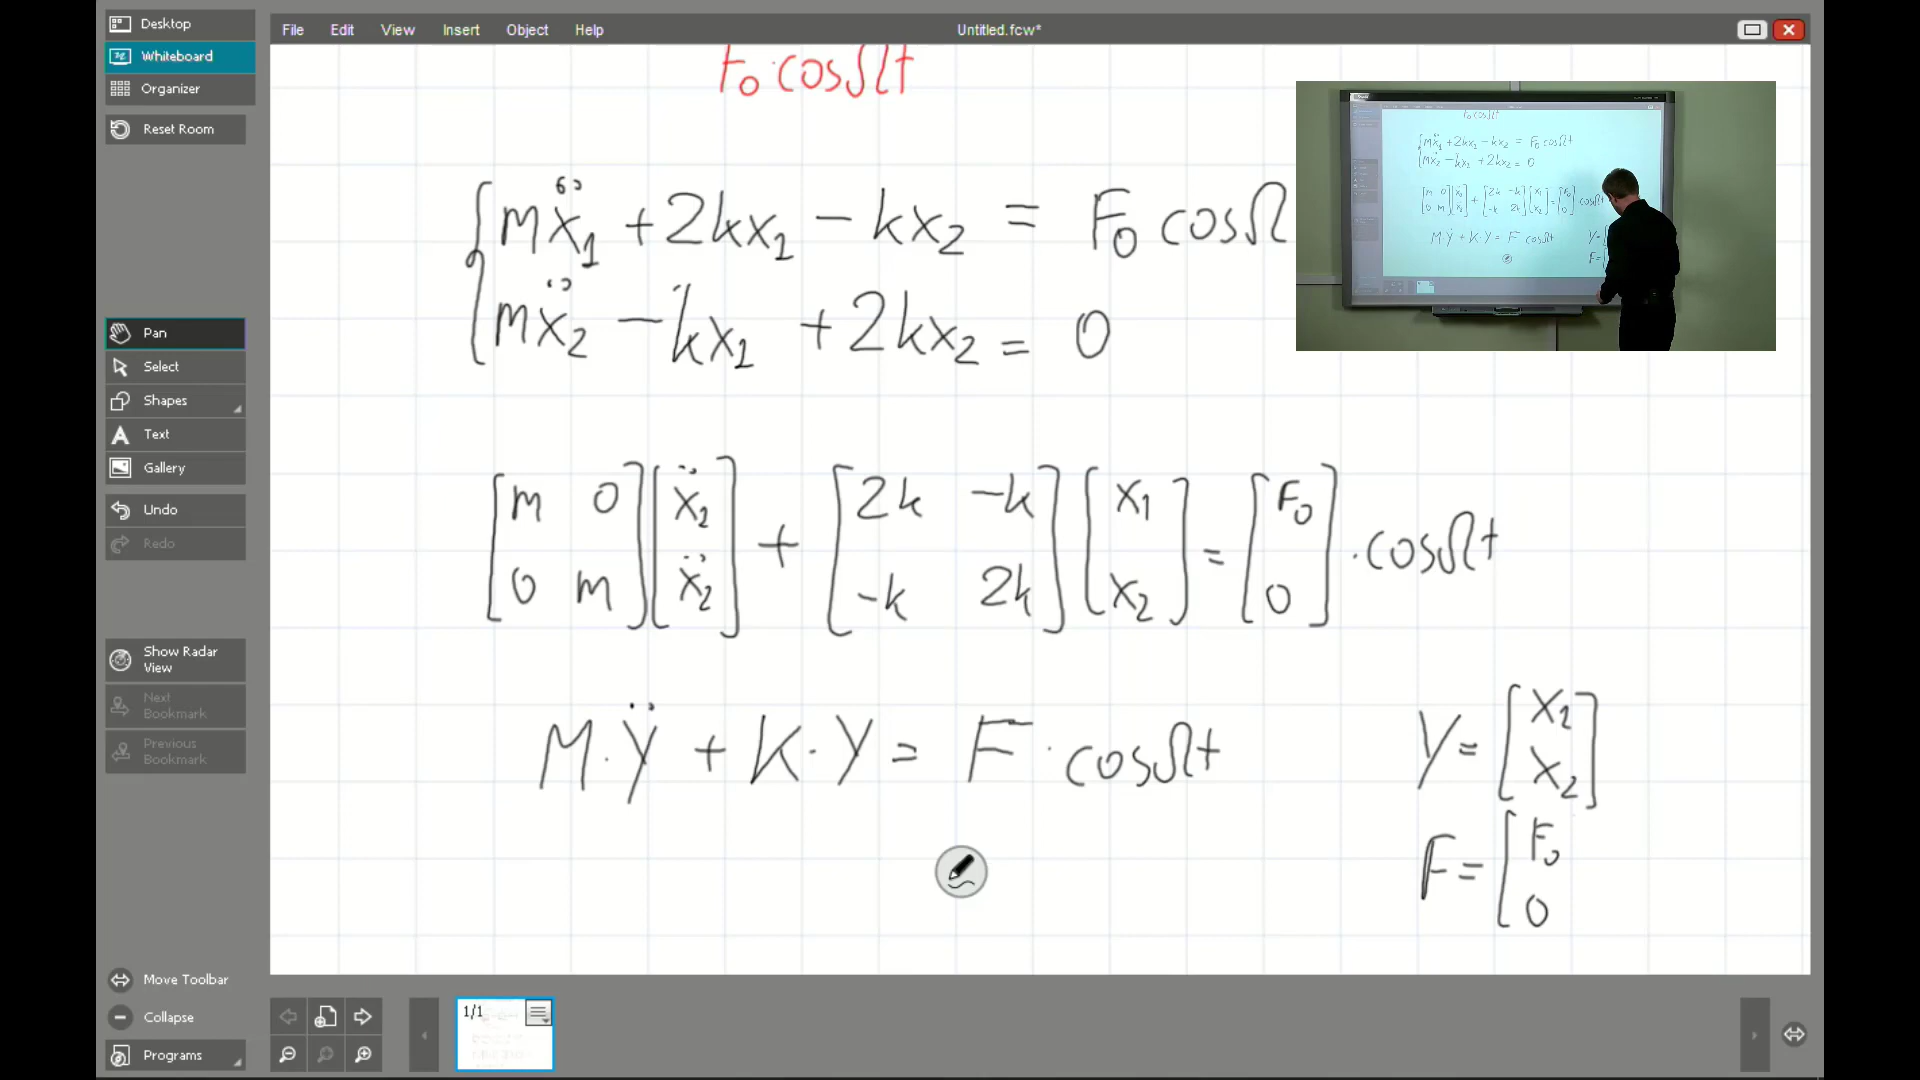 Desktop
Whiteboard
Organizer
Reset Room
Pan
Select
Shapes
Text
Gallery
Undo
Redo
Show Radar View
Next Bookmark
Previous Bookmark
Move Toolbar
Collapse
Programs
File Edit View Insert Object Help Untitled.fcw*
F₀·cosΩt
{ mẍ₁ + 2kx₁ − kx₂ = F₀ cosΩ
mẍ₂ − kx₁ + 2kx₂ = 0
[m 0; 0 m][ẍ₂; ẍ₂] + [2k −k; −k 2k][x₁; x₂] = [F₀; 0]·cosΩt
M·Ÿ + K·Y = F·cosΩt
Y = [x₂; x₂]
F = [F₀; 0
1/1